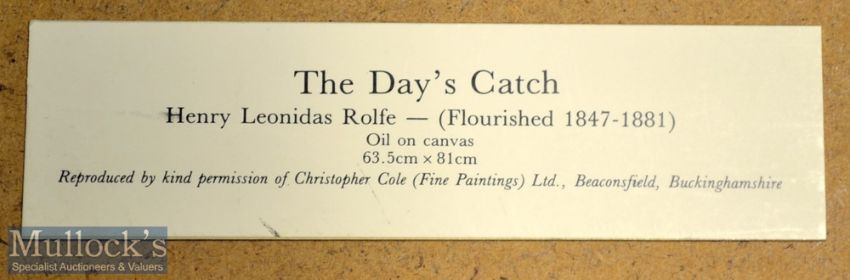 The Day's Catch
Henry Leonidas Rolfe — (Flourished 1847-1881)
Oil on canvas
63.5cm × 81cm
Reproduced by kind permission of Christopher Cole (Fine Paintings) Ltd., Beaconsfield, Buckinghamshire
Mullock's
Specialist Auctioneers & Valuers